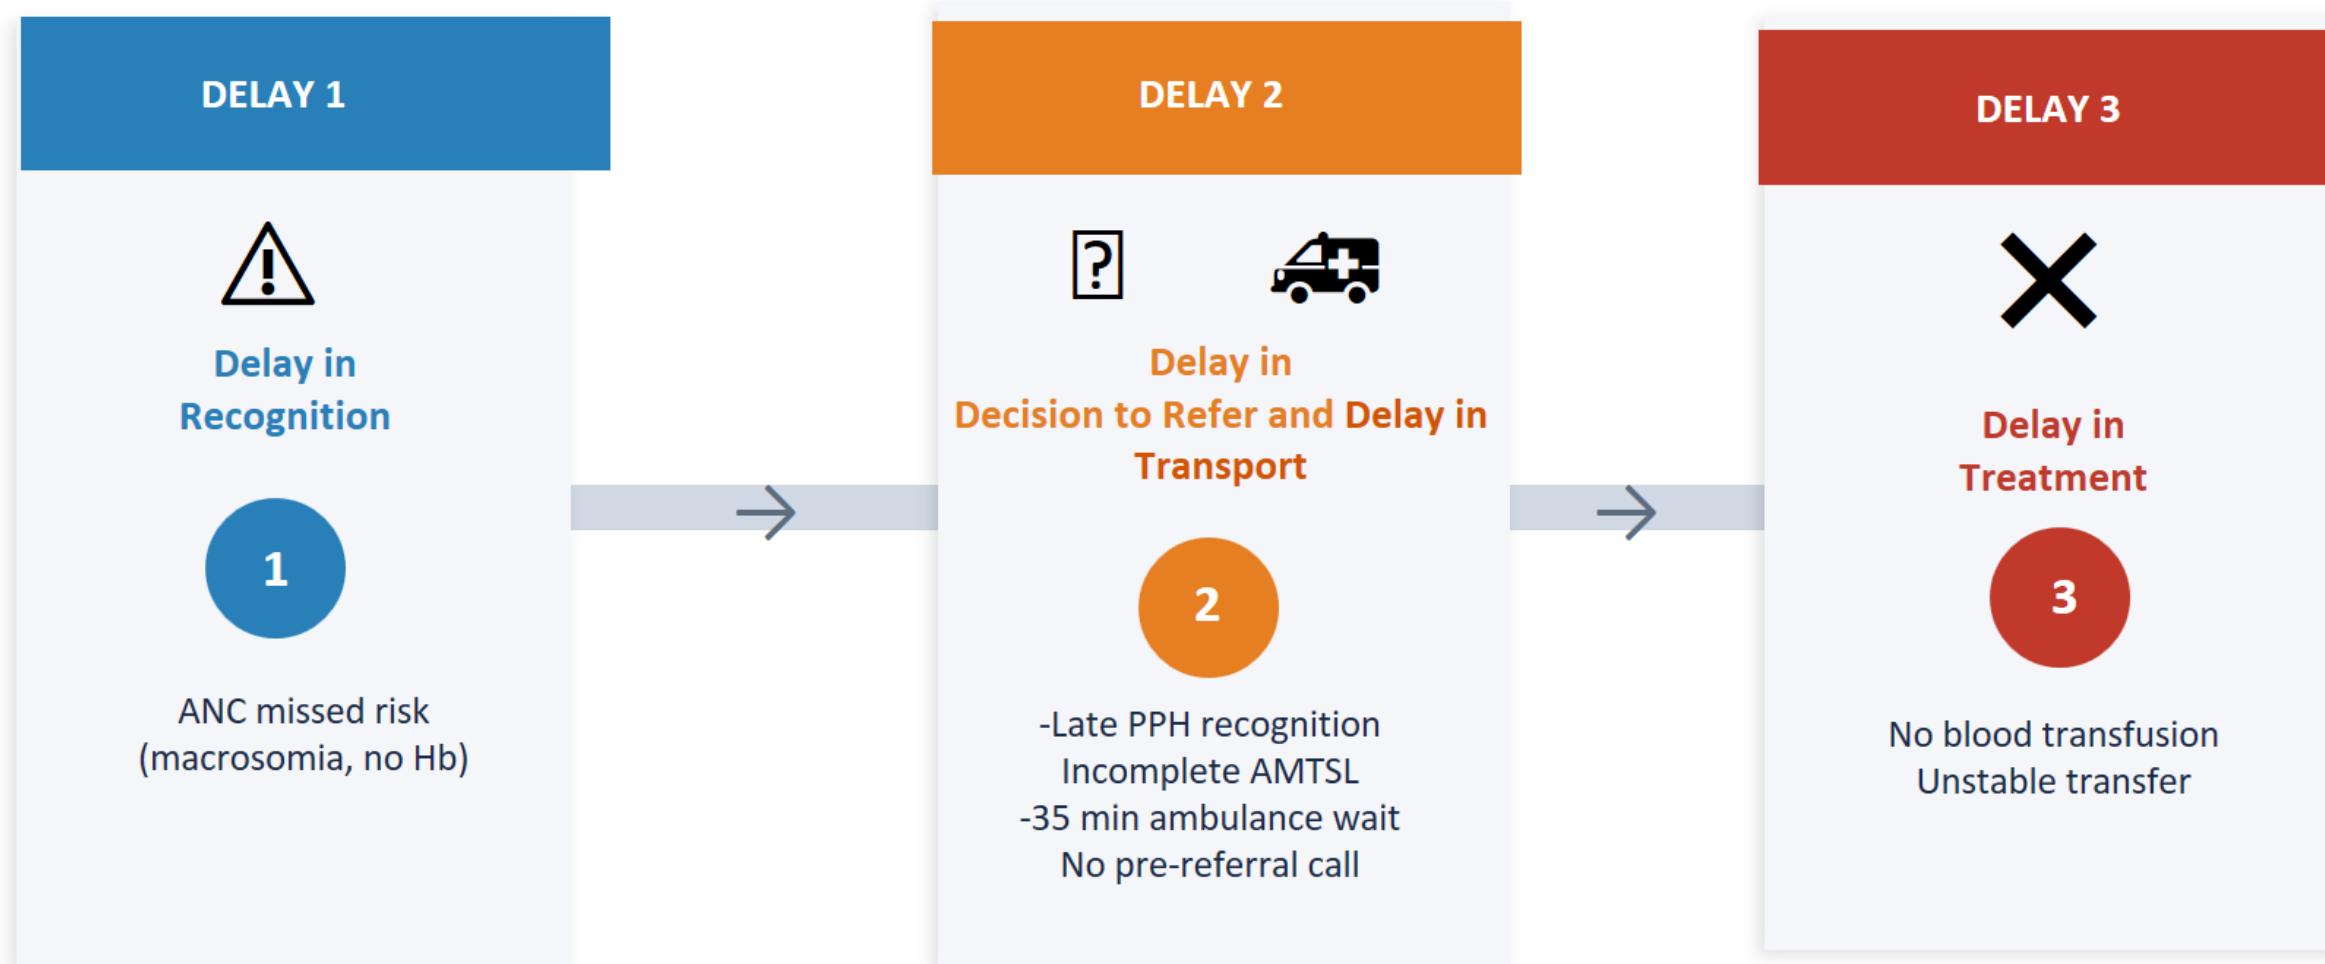 DELAY 1
Delay in
Recognition
1
ANC missed risk
(macrosomia, no Hb)
DELAY 2
Delay in
Decision to Refer and Delay in
Transport
2
-Late PPH recognition
Incomplete AMTSL
-35 min ambulance wait
No pre-referral call
DELAY 3
Delay in
Treatment
3
No blood transfusion
Unstable transfer